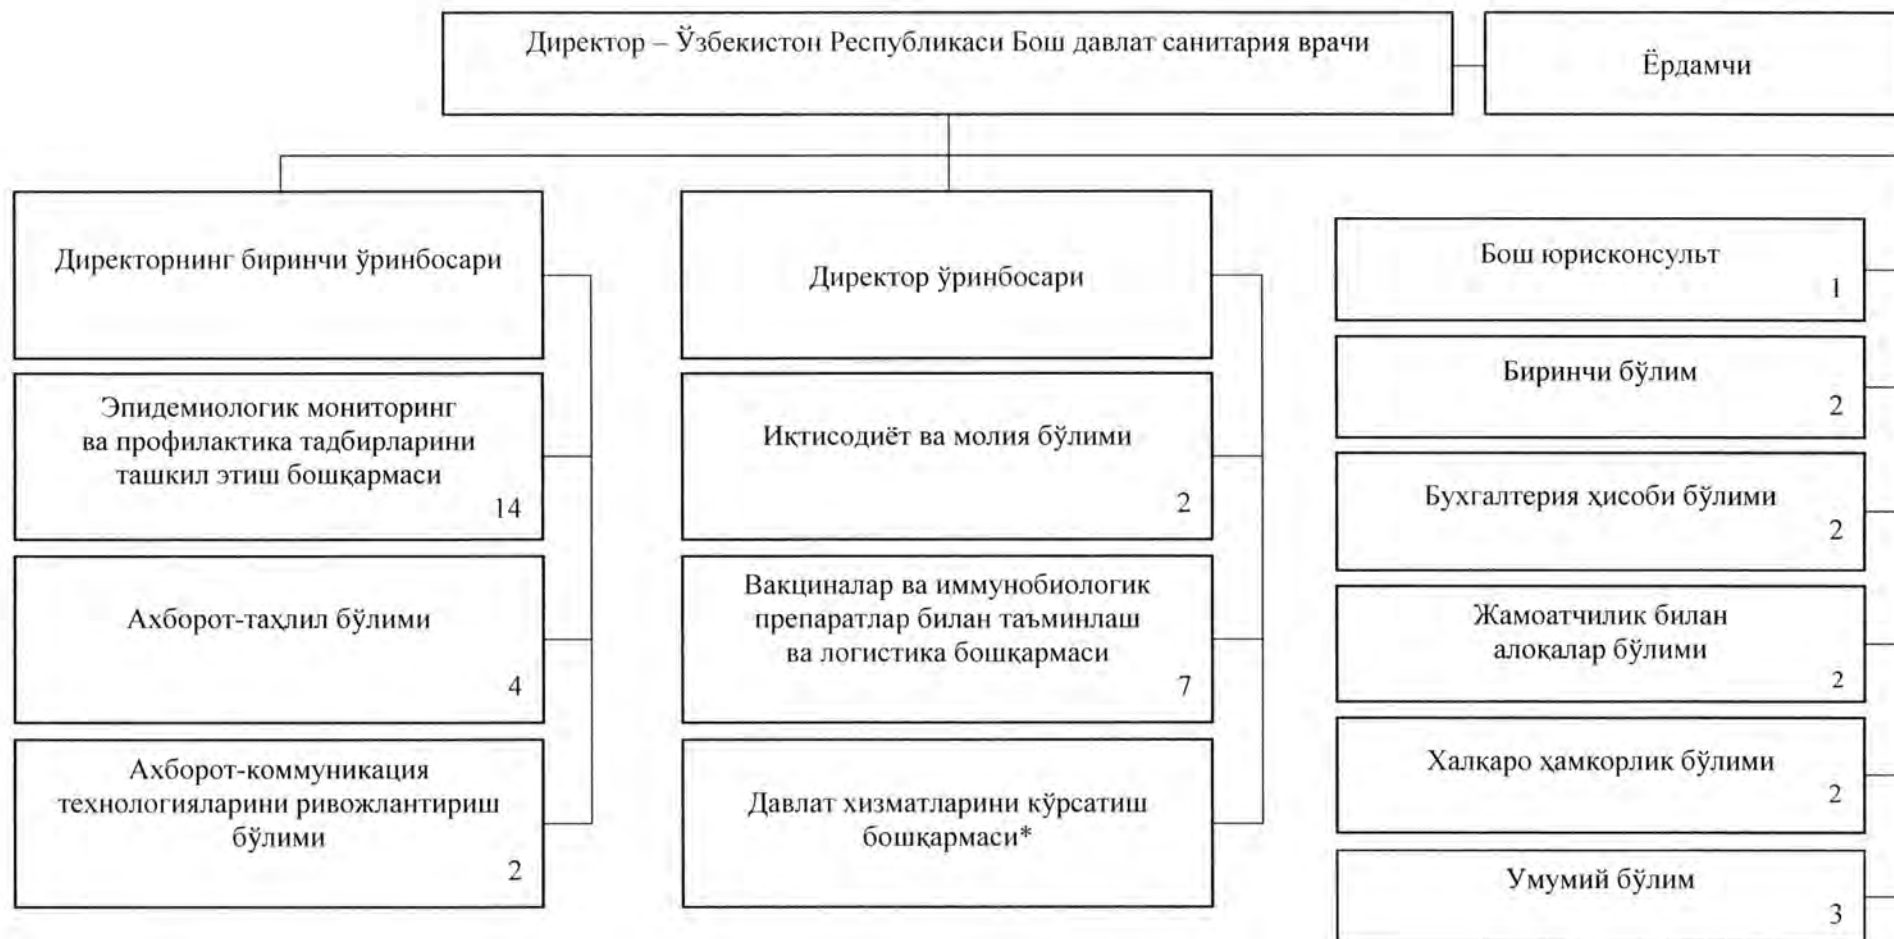 Директор – Ўзбекистон Республикаси Бош давлат санитария врачи
Ёрдамчи
Директорнинг биринчи ўринбосари
Эпидемиологик мониторинг
ва профилактика тадбирларини
ташкил этиш бошқармаси
14
Ахборот-таҳлил бўлими
4
Ахборот-коммуникация
технологияларини ривожлантириш
бўлими
2
Директор ўринбосари
Иқтисодиёт ва молия бўлими
2
Вакциналар ва иммунобиологик
препаратлар билан таъминлаш
ва логистика бошқармаси
7
Давлат хизматларини кўрсатиш
бошқармаси*
Бош юрисконсульт
1
Биринчи бўлим
2
Бухгалтерия ҳисоби бўлими
2
Жамоатчилик билан
алоқалар бўлими
2
Халқаро ҳамкорлик бўлими
2
Умумий бўлим
3